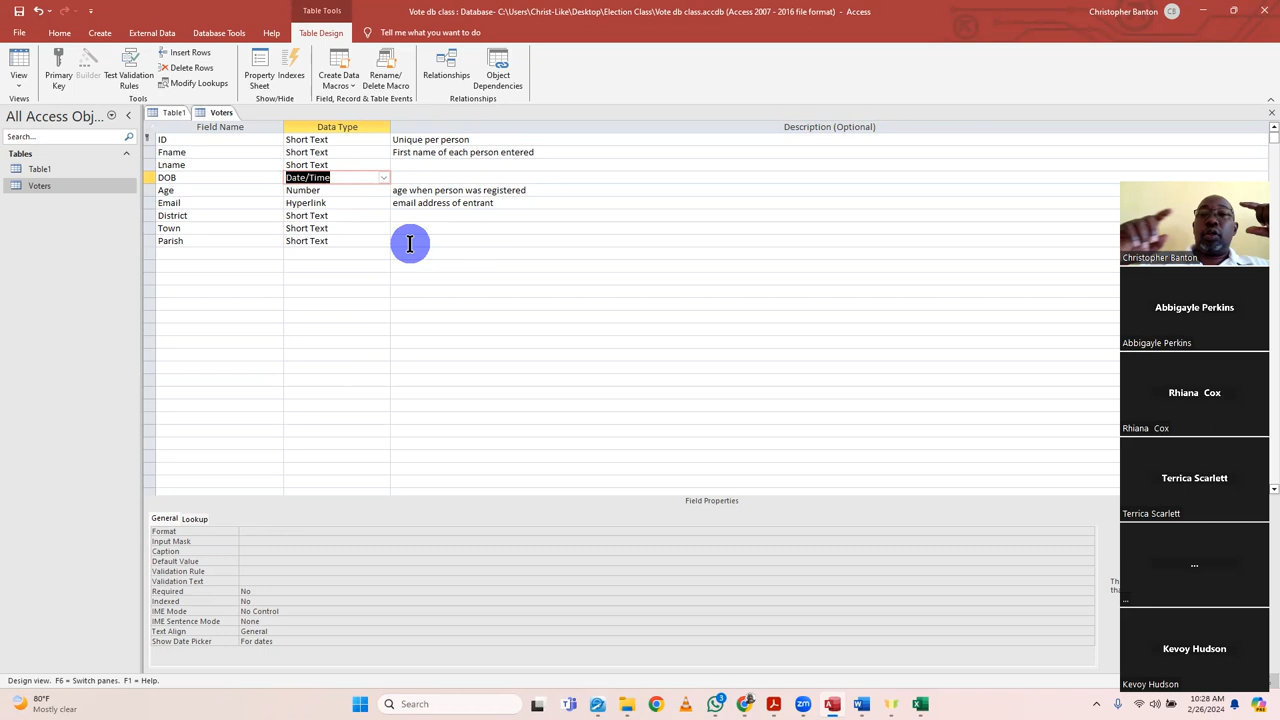 Table Tools
Vote db class : Database- C:\Users\Christ-Like\Desktop\Election Class\Vote db class.accdb (Access 2007 - 2016 file format) - Access
Christopher Banton CB
File Home Create External Data Database Tools Help Table Design Tell me what you want to do
View
Primary Key
Builder
Test Validation Rules
Insert Rows
Delete Rows
Modify Lookups
Property Sheet
Indexes
Create Data Macros
Rename/ Delete Macro
Relationships
Object Dependencies
Views Tools Show/Hide Field, Record & Table Events Relationships
All Access Obj...
Search...
Tables
Table1
Voters
Table1 Voters
Field Name Data Type Description (Optional)
ID Short Text Unique per person
Fname Short Text First name of each person entered
Lname Short Text
DOB Date/Time
Age Number age when person was registered
Email Hyperlink email address of entrant
District Short Text
Town Short Text
Parish Short Text
Field Properties
General Lookup
Format
Input Mask
Caption
Default Value
Validation Rule
Validation Text
Required No
Indexed No
IME Mode No Control
IME Sentence Mode None
Text Align General
Show Date Picker For dates
Christopher Banton
Abbigayle Perkins
Abbigayle Perkins
Rhiana Cox
Rhiana Cox
Terrica Scarlett
Terrica Scarlett
...
...
Kevoy Hudson
Kevoy Hudson
Design view. F6 = Switch panes. F1 = Help.
80°F
Mostly clear
Search
3
10:28 AM
2/26/2024